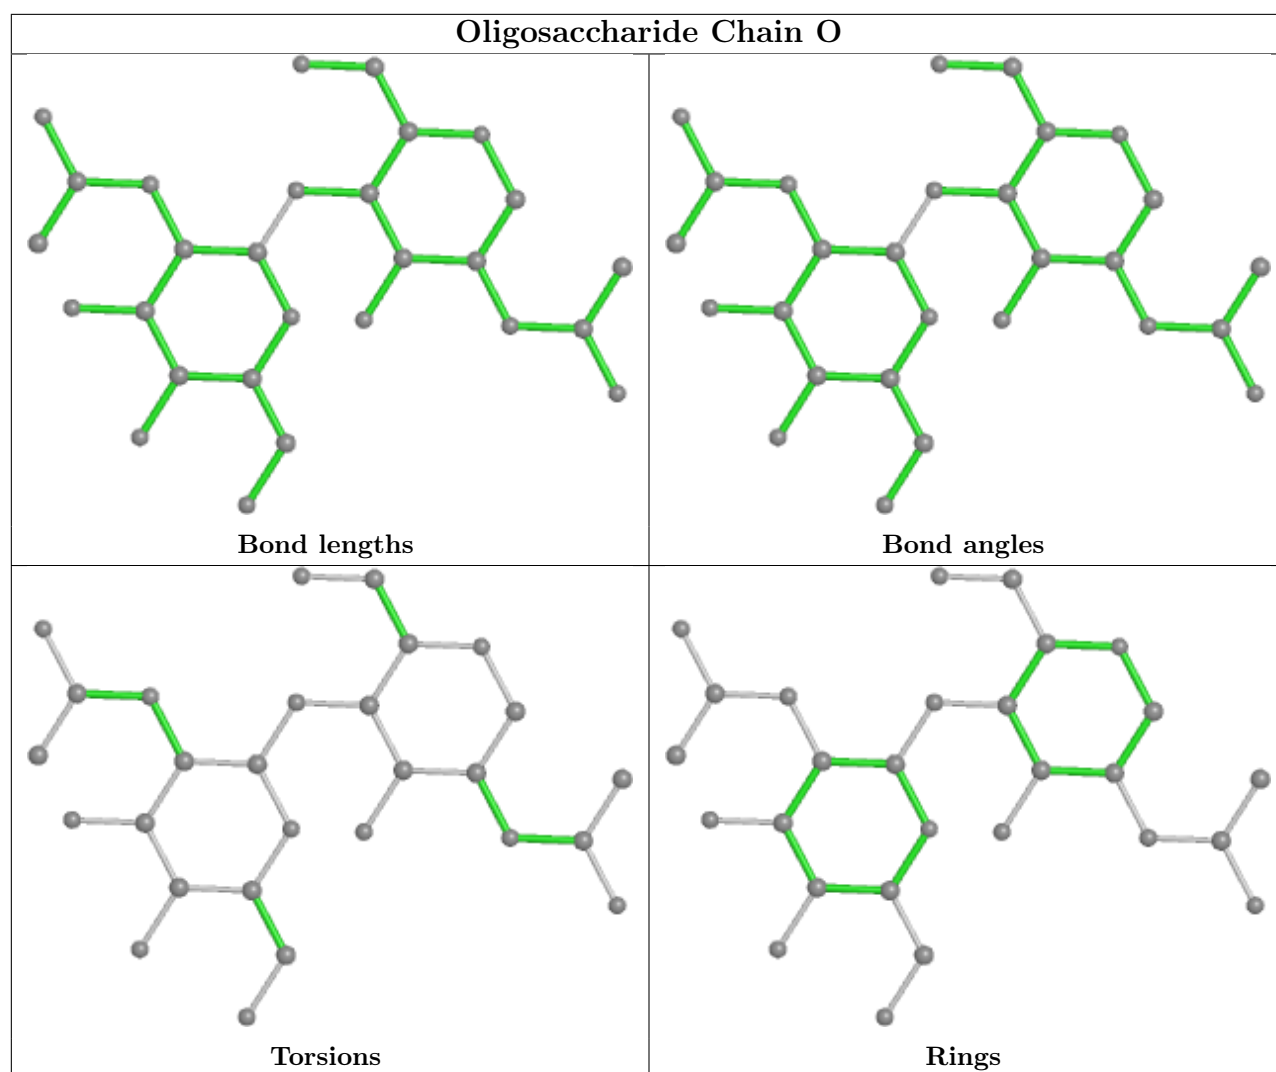 Oligosaccharide Chain O
Bond lengths
Bond angles
Torsions
Rings